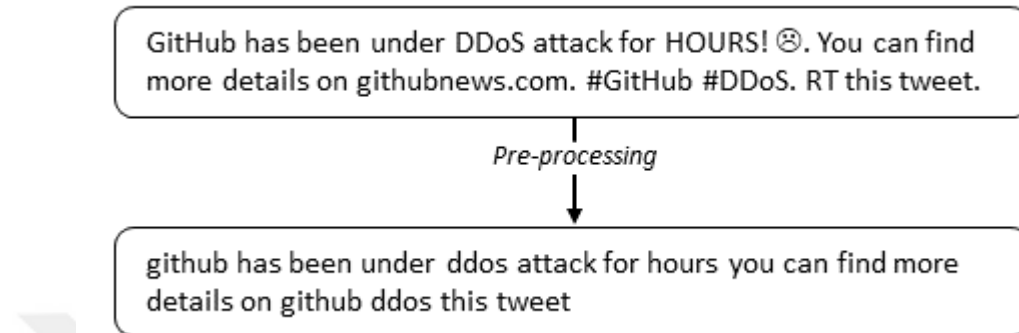 GitHub has been under DDoS attack for HOURS! ☹. You can find
more details on githubnews.com. #GitHub #DDoS. RT this tweet.
Pre-processing
github has been under ddos attack for hours you can find more
details on github ddos this tweet